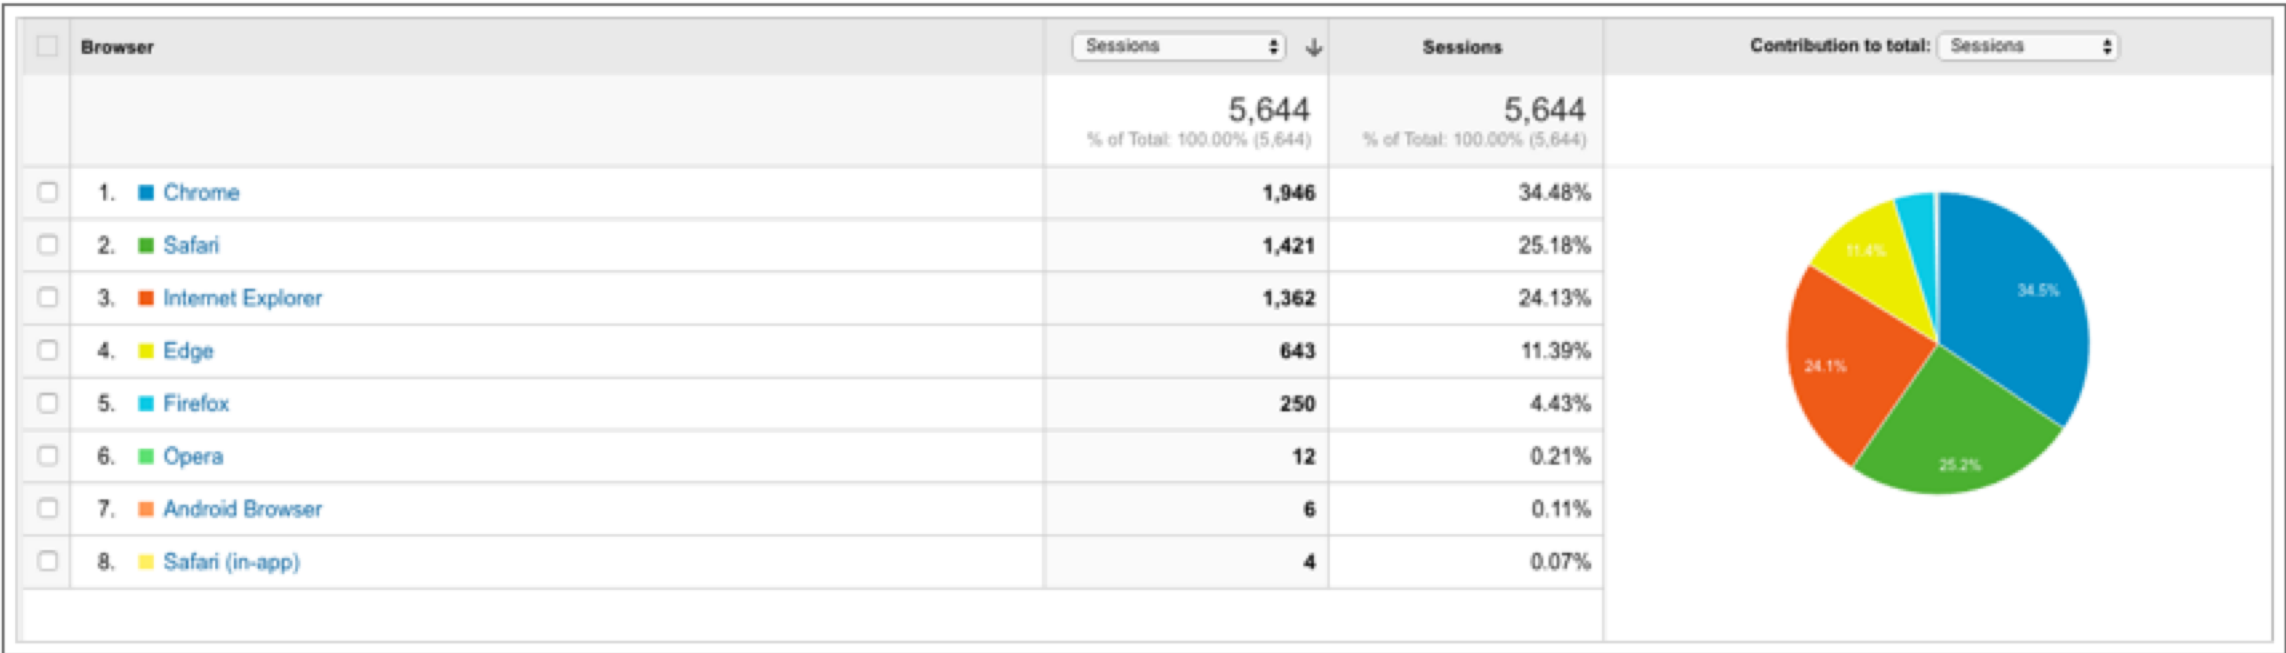 Browser Sessions Sessions Contribution to total: Sessions
5,644 5,644
% of Total: 100.00% (5,644) % of Total: 100.00% (5,644)
1. Chrome 1,946 34.48%
2. Safari 1,421 25.18%
3. Internet Explorer 1,362 24.13%
4. Edge 643 11.39%
5. Firefox 250 4.43%
6. Opera 12 0.21%
7. Android Browser 6 0.11%
8. Safari (in-app) 4 0.07%
11.4%
34.5%
24.1%
25.2%